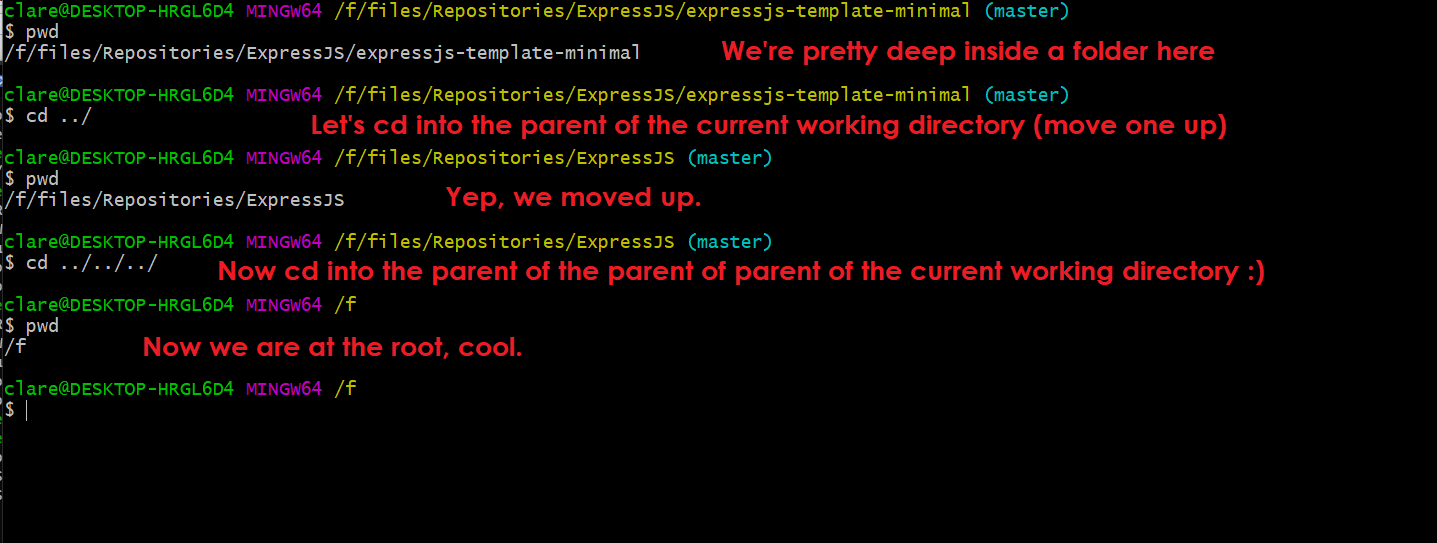 clare@DESKTOP-HRGL6D4 MINGW64 /f/files/Repositories/ExpressJS/expressjs-template-minimal (master)
$ pwd
/f/files/Repositories/ExpressJS/expressjs-template-minimal We're pretty deep inside a folder here
clare@DESKTOP-HRGL6D4 MINGW64 /f/files/Repositories/ExpressJS/expressjs-template-minimal (master)
$ cd ../ Let's cd into the parent of the current working directory (move one up)
clare@DESKTOP-HRGL6D4 MINGW64 /f/files/Repositories/ExpressJS (master)
$ pwd
/f/files/Repositories/ExpressJS Yep, we moved up.
clare@DESKTOP-HRGL6D4 MINGW64 /f/files/Repositories/ExpressJS (master)
$ cd ../../../ Now cd into the parent of the parent of parent of the current working directory :)
clare@DESKTOP-HRGL6D4 MINGW64 /f
$ pwd
/f Now we are at the root, cool.
clare@DESKTOP-HRGL6D4 MINGW64 /f
$